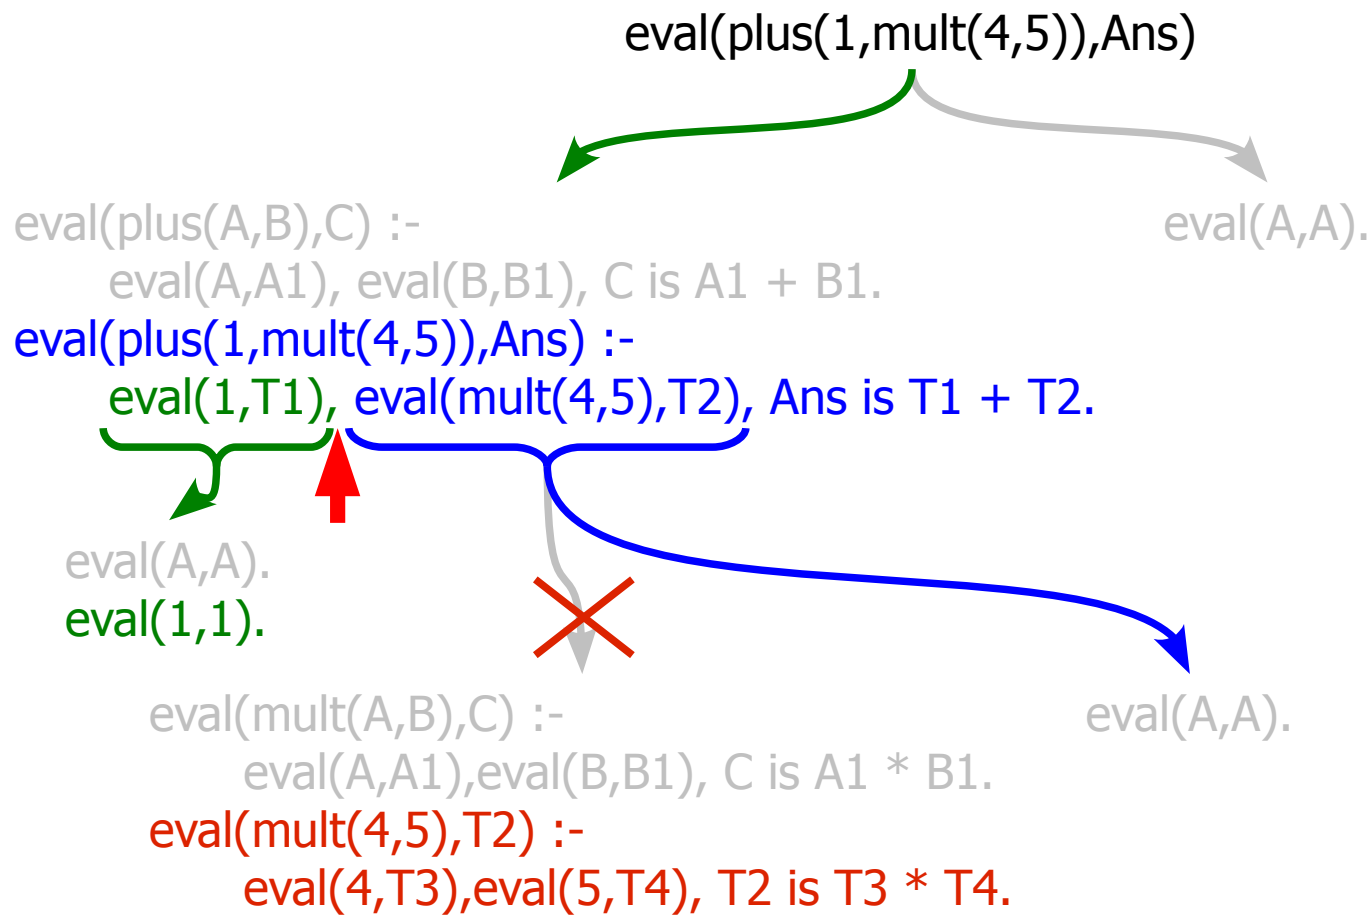 eval(plus(1,mult(4,5)),Ans)
eval(plus(A,B),C) :-
eval(A,A).
eval(A,A1), eval(B,B1), C is A1 + B1.
eval(plus(1,mult(4,5)),Ans) :-
eval(1,T1), eval(mult(4,5),T2), Ans is T1 + T2.
eval(A,A).
eval(1,1).
eval(mult(A,B),C) :-
eval(A,A).
eval(A,A1),eval(B,B1), C is A1 * B1.
eval(mult(4,5),T2) :-
eval(4,T3),eval(5,T4), T2 is T3 * T4.